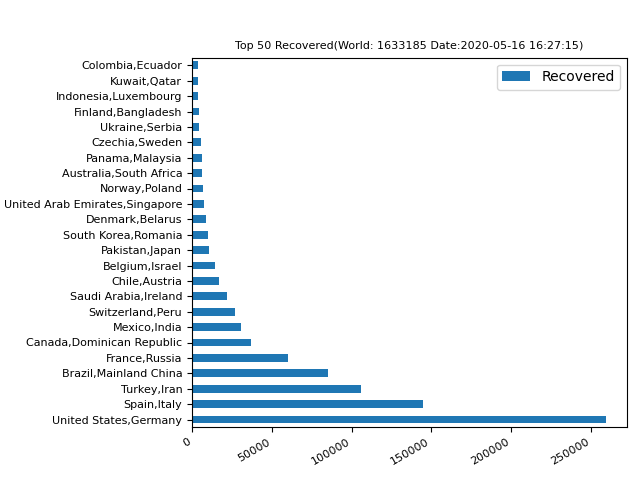 Top 50 Recovered(World: 1633185 Date:2020-05-16 16:27:15)
Recovered
Colombia,Ecuador
Kuwait,Qatar
Indonesia,Luxembourg
Finland,Bangladesh
Ukraine,Serbia
Czechia,Sweden
Panama,Malaysia
Australia,South Africa
Norway,Poland
United Arab Emirates,Singapore
Denmark,Belarus
South Korea,Romania
Pakistan,Japan
Belgium,Israel
Chile,Austria
Saudi Arabia,Ireland
Switzerland,Peru
Mexico,India
Canada,Dominican Republic
France,Russia
Brazil,Mainland China
Turkey,Iran
Spain,Italy
United States,Germany
0 50000 100000 150000 200000 250000